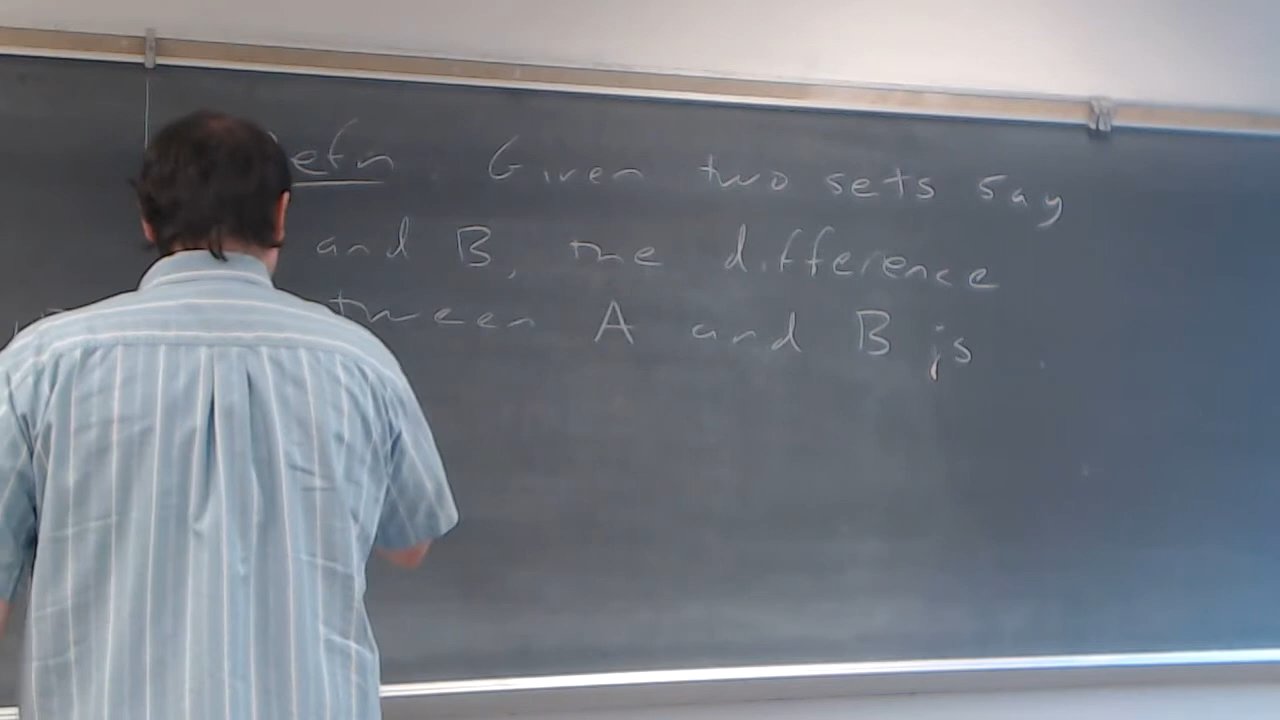 efn. Given two sets say
and B, the difference
tween A and B is